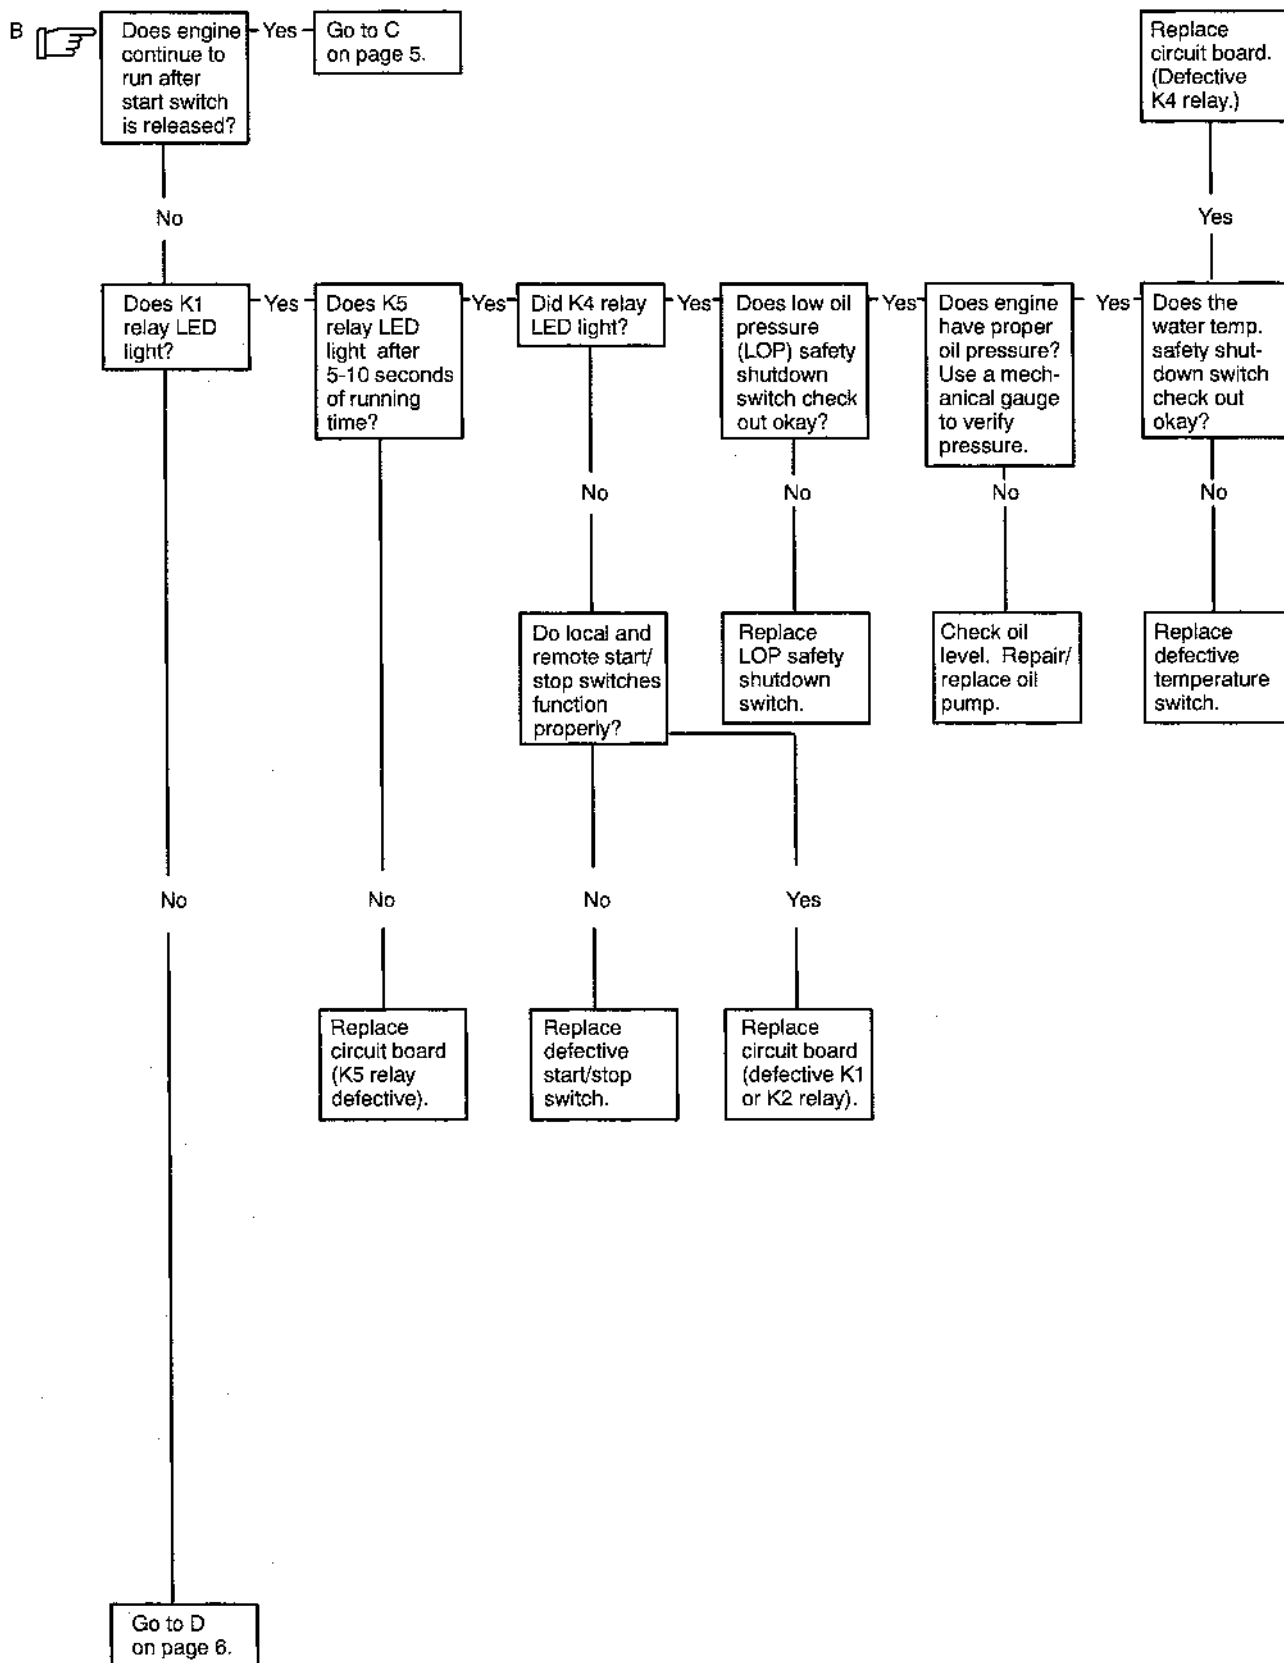 B
Does engine
continue to
run after
start switch
is released?
Yes
Go to C
on page 5.
Replace
circuit board.
(Defective
K4 relay.)
No
Yes
Does K1
relay LED
light?
Yes
Does K5
relay LED
light after
5-10 seconds
of running
time?
Yes
Did K4 relay
LED light?
Yes
Does low oil
pressure
(LOP) safety
shutdown
switch check
out okay?
Yes
Does engine
have proper
oil pressure?
Use a mech-
anical gauge
to verify
pressure.
Yes
Does the
water temp.
safety shut-
down switch
check out
okay?
No
No
No
No
Do local and
remote start/
stop switches
function
properly?
Replace
LOP safety
shutdown
switch.
Check oil
level. Repair/
replace oil
pump.
Replace
defective
temperature
switch.
No
No
No
Yes
Replace
circuit board
(K5 relay
defective).
Replace
defective
start/stop
switch.
Replace
circuit board
(defective K1
or K2 relay).
Go to D
on page 6.